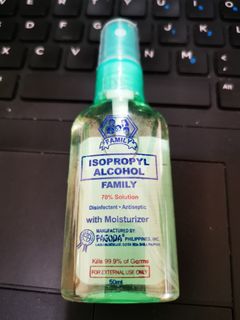 FAMILY
ISOPROPYL
ALCOHOL
FAMILY
70% Solution
Disinfectant • Antiseptic
with Moisturizer
MANUFACTURED BY:
PAGODA® PHILIPPINES, INC.
Kills 99.9% of Germs
FOR EXTERNAL USE ONLY
50ml